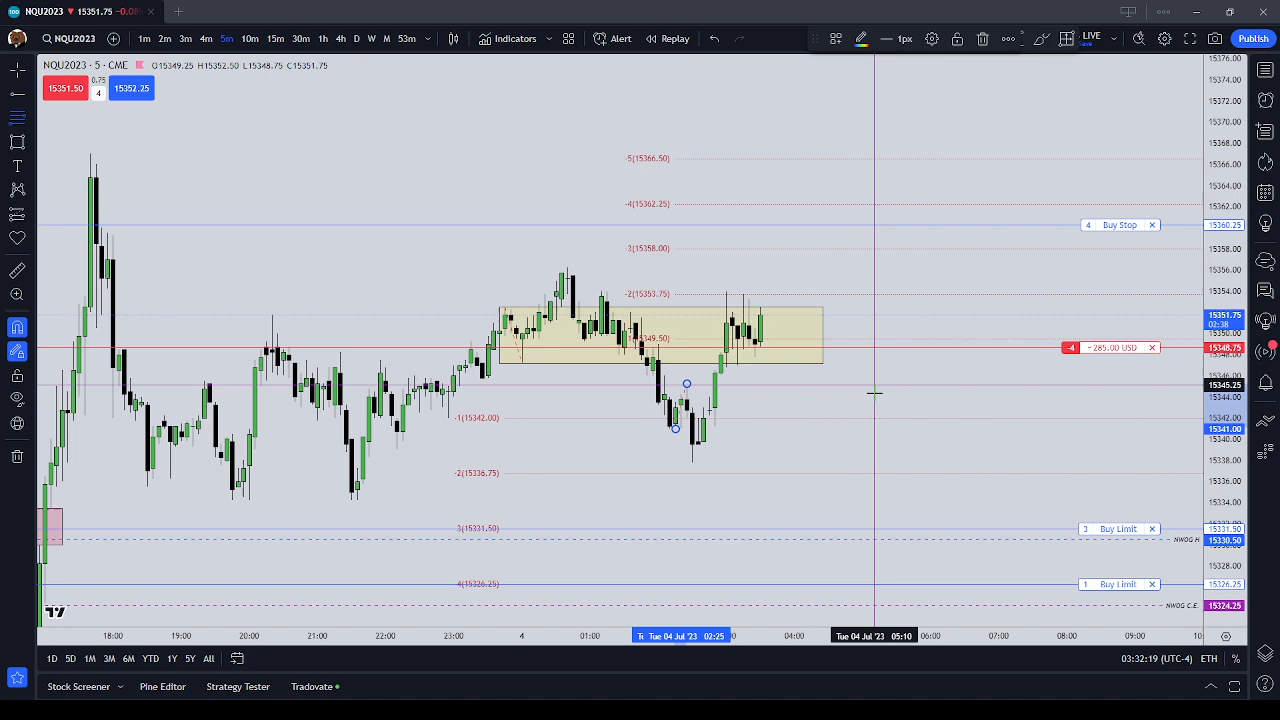 NQU2023 ▼ 15351.75 −0.08
NQU2023 1m 2m 3m 4m 5m 10m 15m 30m 1h 4h D W M 53m Indicators Alert Replay 1px LIVE Save Publish
NQU2023 · 5 · CME O15349.25 H15352.50 L15348.75 C15351.75
15351.50 0.75 4 15352.25
15376.00
15374.00
15372.00
15370.00
15368.00
-5(15366.50)
15366.00
15364.00
-4(15362.25)
15362.00
4 Buy Stop × 15360.25
-3(15358.00)
15358.00
15356.00
-2(15353.75)
15354.00
15351.75
02:38
15350.00
-4 −285.00 USD × 15348.75
15346.00
15345.25
15344.00
-1(15342.00)
15342.00
15341.00
15340.00
15338.00
-2(15336.75)
15336.00
15334.00
3(15331.50) 3 Buy Limit × 15331.50
NWOG H 15330.50
15328.00
4(15326.25) 1 Buy Limit × 15326.25
NWOG C.E. 15324.25
18:00 19:00 20:00 21:00 22:00 23:00 4 01:00 Tue 04 Jul '23 02:25 04:00 Tue 04 Jul '23 05:10 06:00 07:00 08:00 09:00
1D 5D 1M 3M 6M YTD 1Y 5Y All 03:32:19 (UTC-4) ETH %
Stock Screener Pine Editor Strategy Tester Tradovate